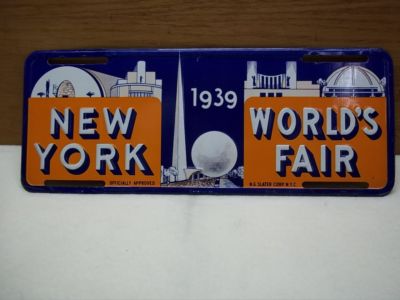 NEW
YORK
1939
WORLD'S
FAIR
OFFICIALLY APPROVED
N.G. SLATER CORP. N.Y.C.